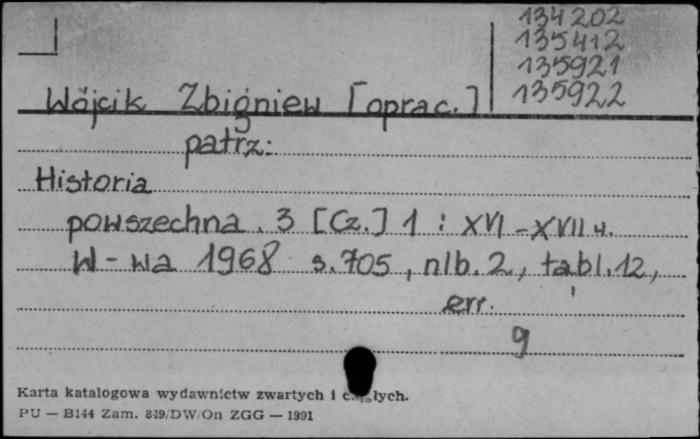 134202
135412
135921
135922
Wójcik Zbigniew [oprac.]
patrz:
Historia
powszechna. 3 [Cz.] 1 : XVI-XVII w.
W-wa 1968 s. 705, nlb. 2, tabl. 12,
err.
9
Karta katalogowa wydawnictw zwartych i
PU — B144 Zam. 849/DW/On ZGG — 1991